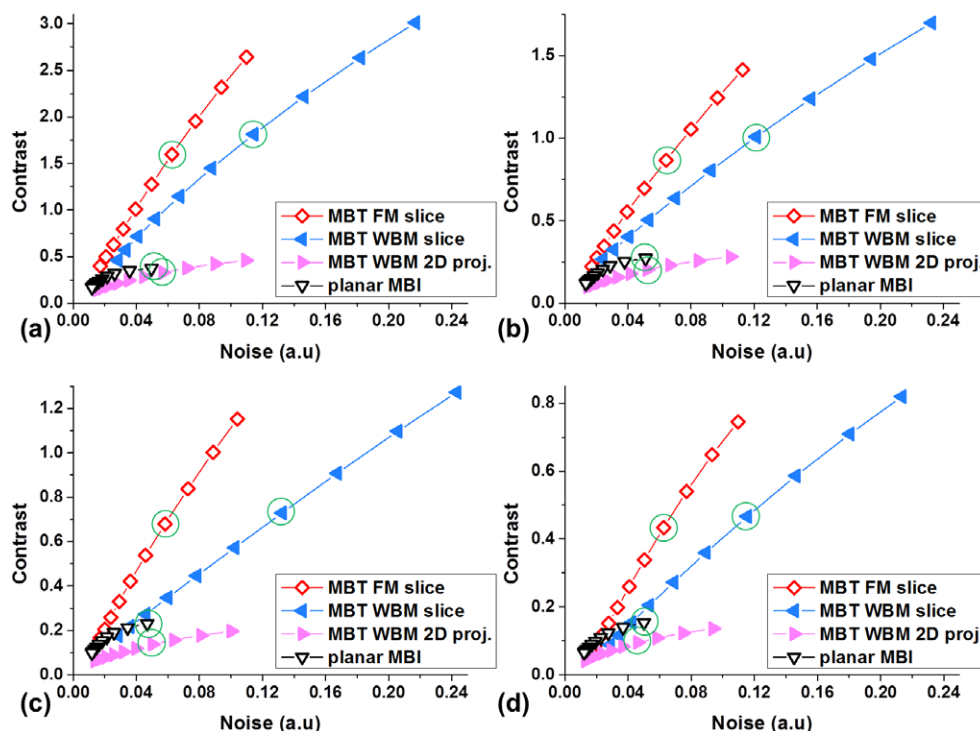 3.0
2.5
2.0
1.5
1.0
0.5
0.0
Contrast
0.00 0.04 0.08 0.12 0.16 0.20 0.24
Noise (a.u)
MBT FM slice
MBT WBM slice
MBT WBM 2D proj.
planar MBI
(a)
1.5
1.0
0.5
0.0
Contrast
0.00 0.04 0.08 0.12 0.16 0.20 0.24
Noise (a.u)
MBT FM slice
MBT WBM slice
MBT WBM 2D proj.
planar MBI
(b)
1.2
1.0
0.8
0.6
0.4
0.2
0.0
Contrast
0.00 0.04 0.08 0.12 0.16 0.20 0.24
Noise (a.u)
MBT FM slice
MBT WBM slice
MBT WBM 2D proj.
planar MBI
(c)
0.8
0.6
0.4
0.2
0.0
Contrast
0.00 0.04 0.08 0.12 0.16 0.20 0.24
Noise (a.u)
MBT FM slice
MBT WBM slice
MBT WBM 2D proj.
planar MBI
(d)